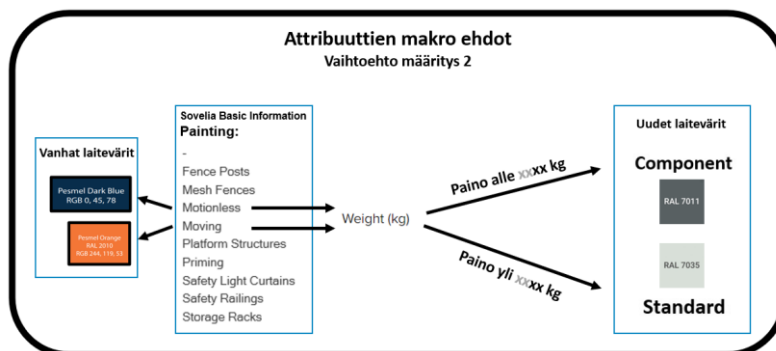 Attribuuttien makro ehdot
Vaihtoehto määritys 2
Vanhat laitevärit
Pesmel Dark Blue
RGB 0, 45, 78
Pesmel Orange
RAL 2010
RGB 244, 119, 53
Sovelia Basic Information
Painting:
-
Fence Posts
Mesh Fences
Motionless
Moving
Platform Structures
Priming
Safety Light Curtains
Safety Railings
Storage Racks
Weight (kg)
Paino alle xxxx kg
Paino yli xxxx kg
Uudet laitevärit
Component
RAL 7011
RAL 7035
Standard